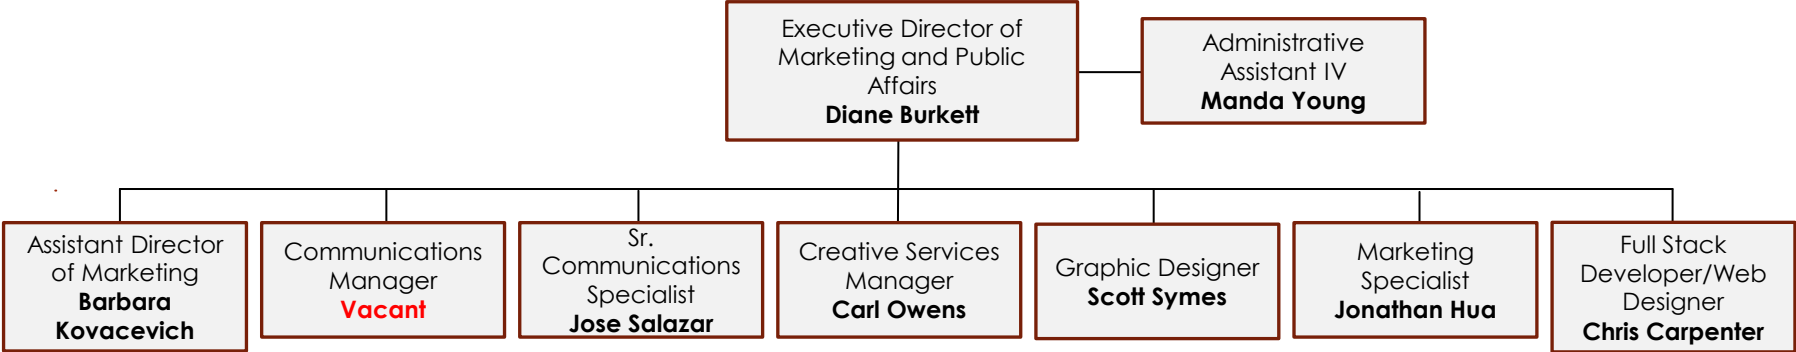 Executive Director of
Marketing and Public
Affairs
Diane Burkett
Administrative
Assistant IV
Manda Young
Assistant Director
of Marketing
Barbara
Kovacevich
Communications
Manager
Vacant
Sr.
Communications
Specialist
Jose Salazar
Creative Services
Manager
Carl Owens
Graphic Designer
Scott Symes
Marketing
Specialist
Jonathan Hua
Full Stack
Developer/Web
Designer
Chris Carpenter